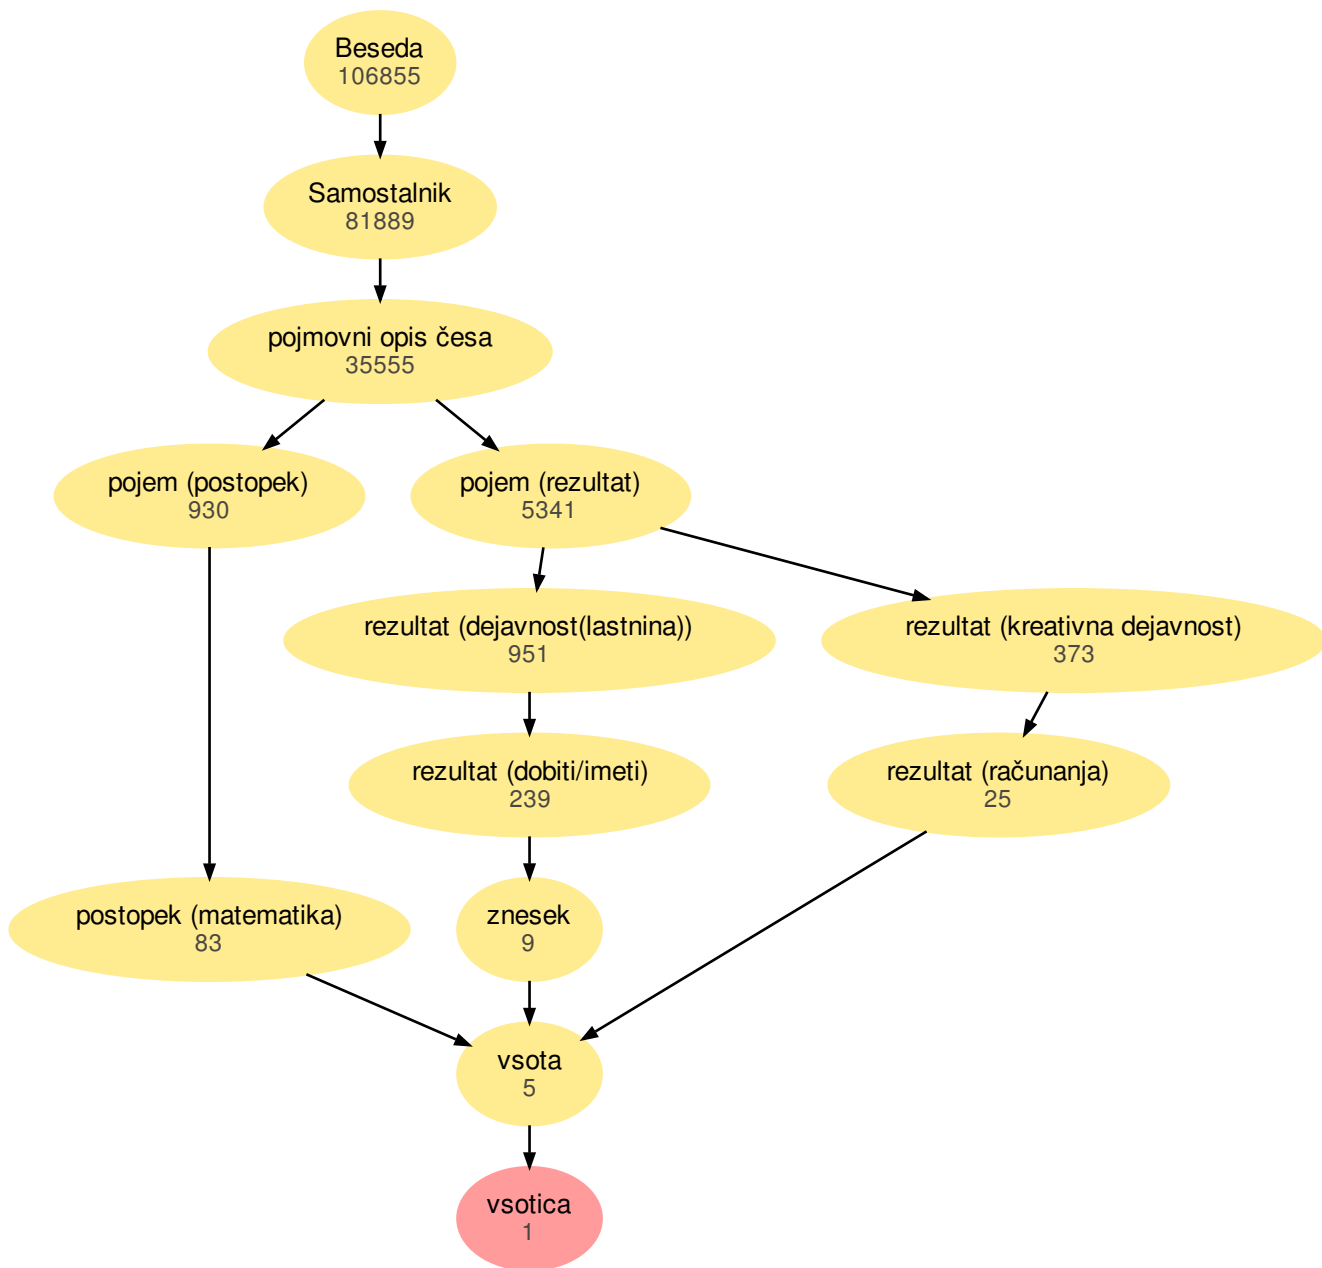 Beseda
106855
Samostalnik
81889
pojmovni opis česa
35555
pojem (postopek)
930
pojem (rezultat)
5341
rezultat (dejavnost(lastnina))
951
rezultat (kreativna dejavnost)
373
rezultat (dobiti/imeti)
239
rezultat (računanja)
25
postopek (matematika)
83
znesek
9
vsota
5
vsotica
1